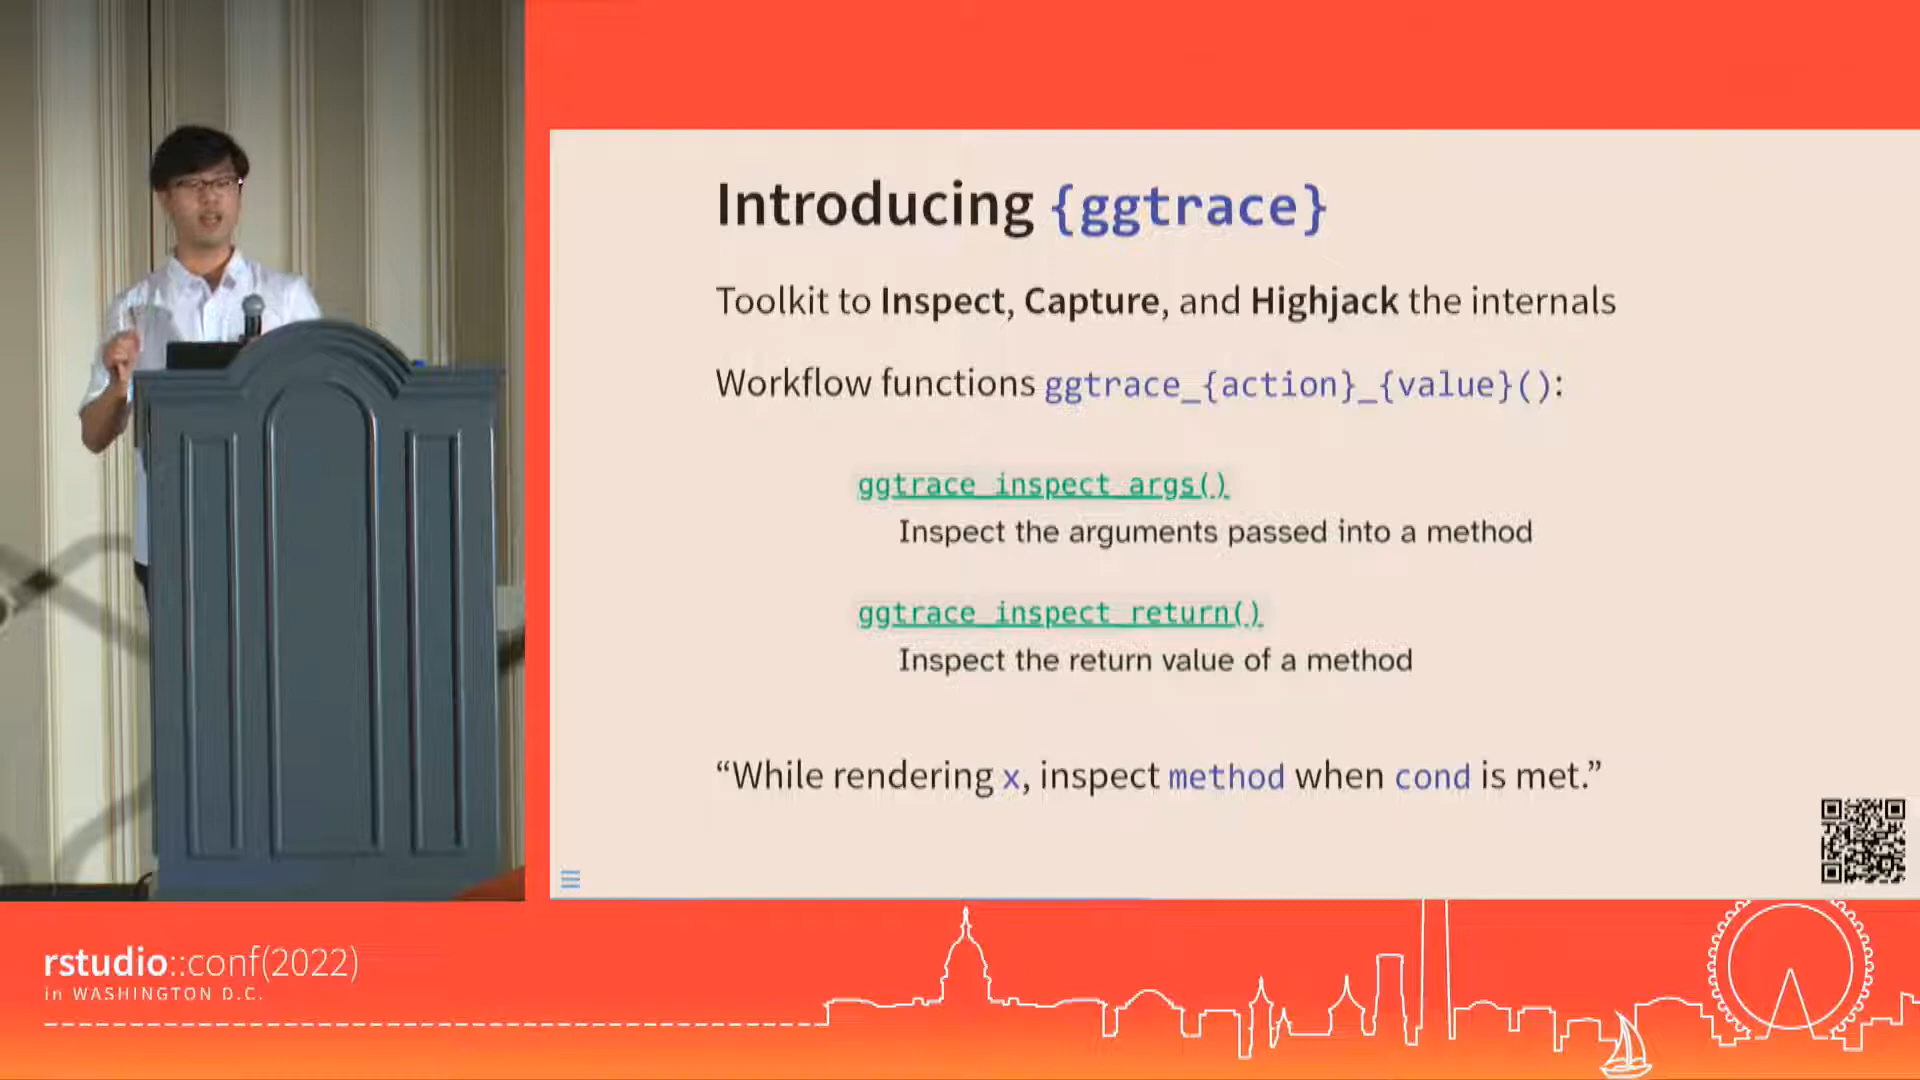 Introducing {ggtrace}
Toolkit to Inspect, Capture, and Highjack the internals
Workflow functions ggtrace_{action}_{value}():
ggtrace_inspect_args()
Inspect the arguments passed into a method
ggtrace_inspect_return()
Inspect the return value of a method
“While rendering x, inspect method when cond is met.”
rstudio::conf(2022)
in WASHINGTON D.C.